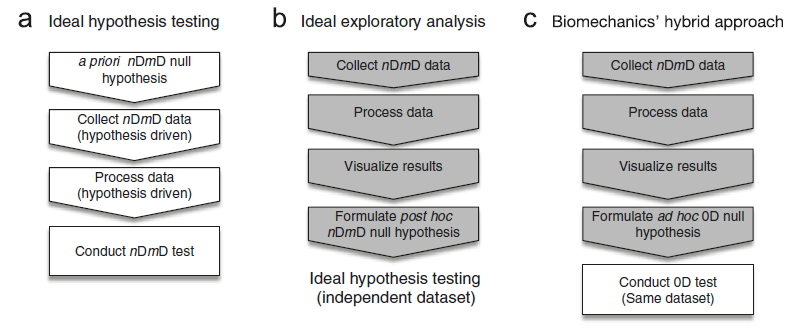 a Ideal hypothesis testing
a priori nDmD null
hypothesis
Collect nDmD data
(hypothesis driven)
Process data
(hypothesis driven)
Conduct nDmD test
b Ideal exploratory analysis
Collect nDmD data
Process data
Visualize results
Formulate post hoc
nDmD null hypothesis
Ideal hypothesis testing
(independent dataset)
c Biomechanics' hybrid approach
Collect nDmD data
Process data
Visualize results
Formulate ad hoc 0D null
hypothesis
Conduct 0D test
(Same dataset)